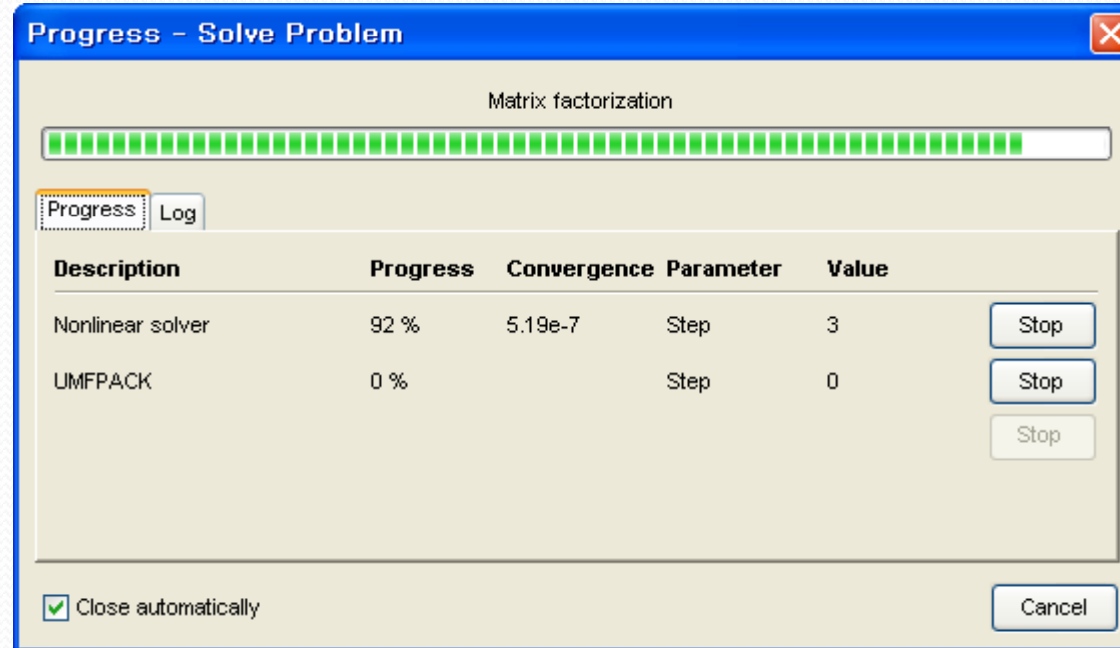 Progress - Solve Problem
Matrix factorization
Progress Log
Description Progress Convergence Parameter Value
Nonlinear solver 92 % 5.19e-7 Step 3 Stop
UMFPACK 0 % Step 0 Stop
Stop
Close automatically Cancel